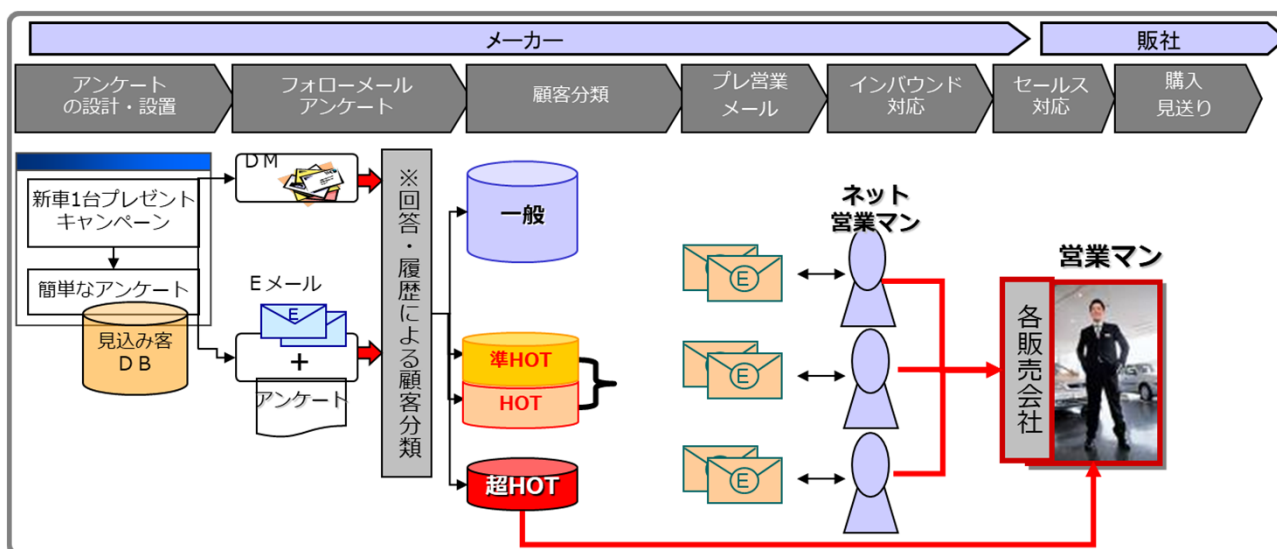 メーカー
販社
アンケート
の設計・設置
フォローメール
アンケート
顧客分類
プレ営業
メール
インバウンド
対応
セールス
対応
購入
見送り
新車1台プレゼント
キャンペーン
簡単なアンケート
見込み客
ＤＢ
ＤＭ
Ｅメール
E
+
アンケート
※回答・履歴による顧客分類
一般
準HOT
HOT
超HOT
E
E
E
ネット
営業マン
各販売会社
営業マン